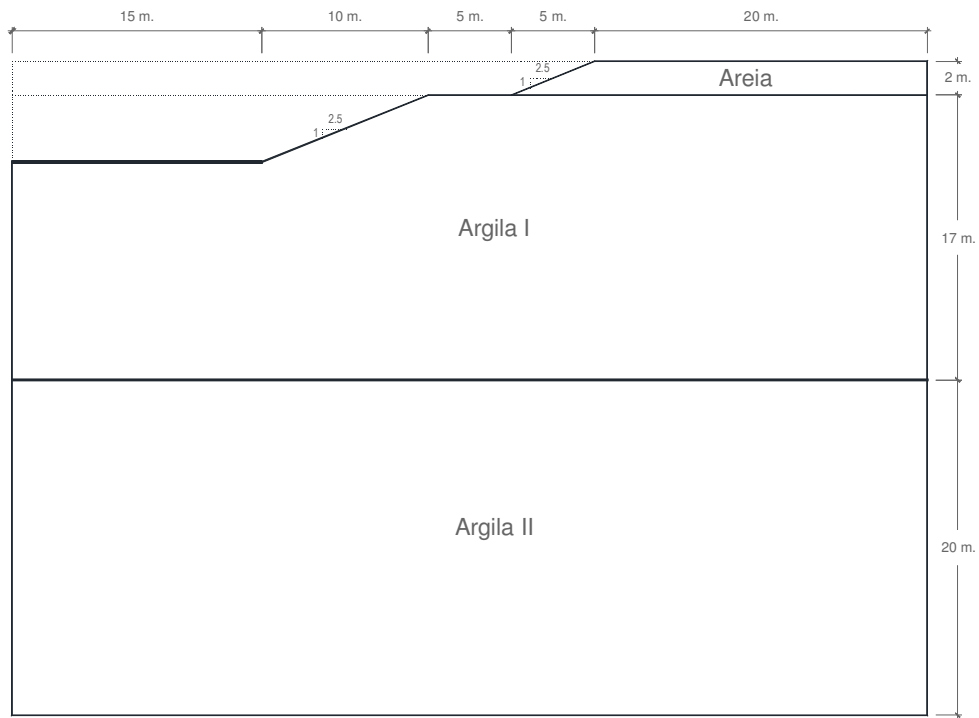 15 m.
10 m.
5 m.
5 m.
20 m.
2.5
1
Areia
2 m.
2.5
1
Argila I
17 m.
Argila II
20 m.